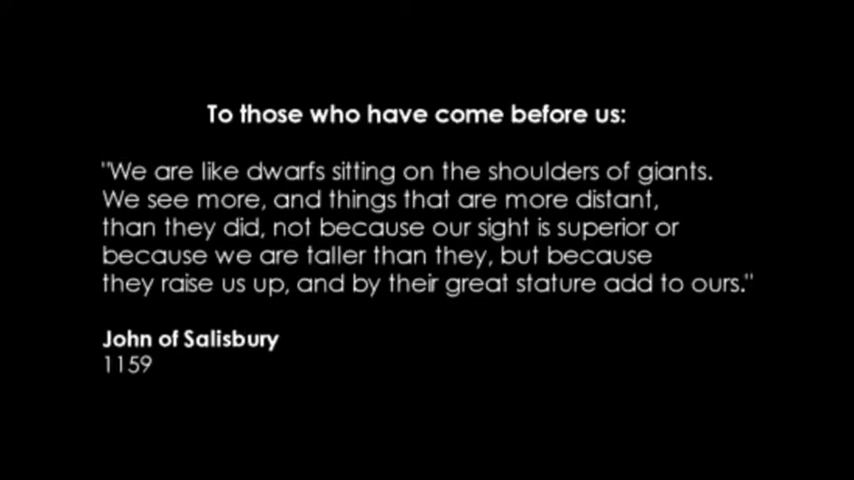 To those who have come before us:
"We are like dwarfs sitting on the shoulders of giants.
We see more, and things that are more distant,
than they did, not because our sight is superior or
because we are taller than they, but because
they raise us up, and by their great stature add to ours."
John of Salisbury
1159